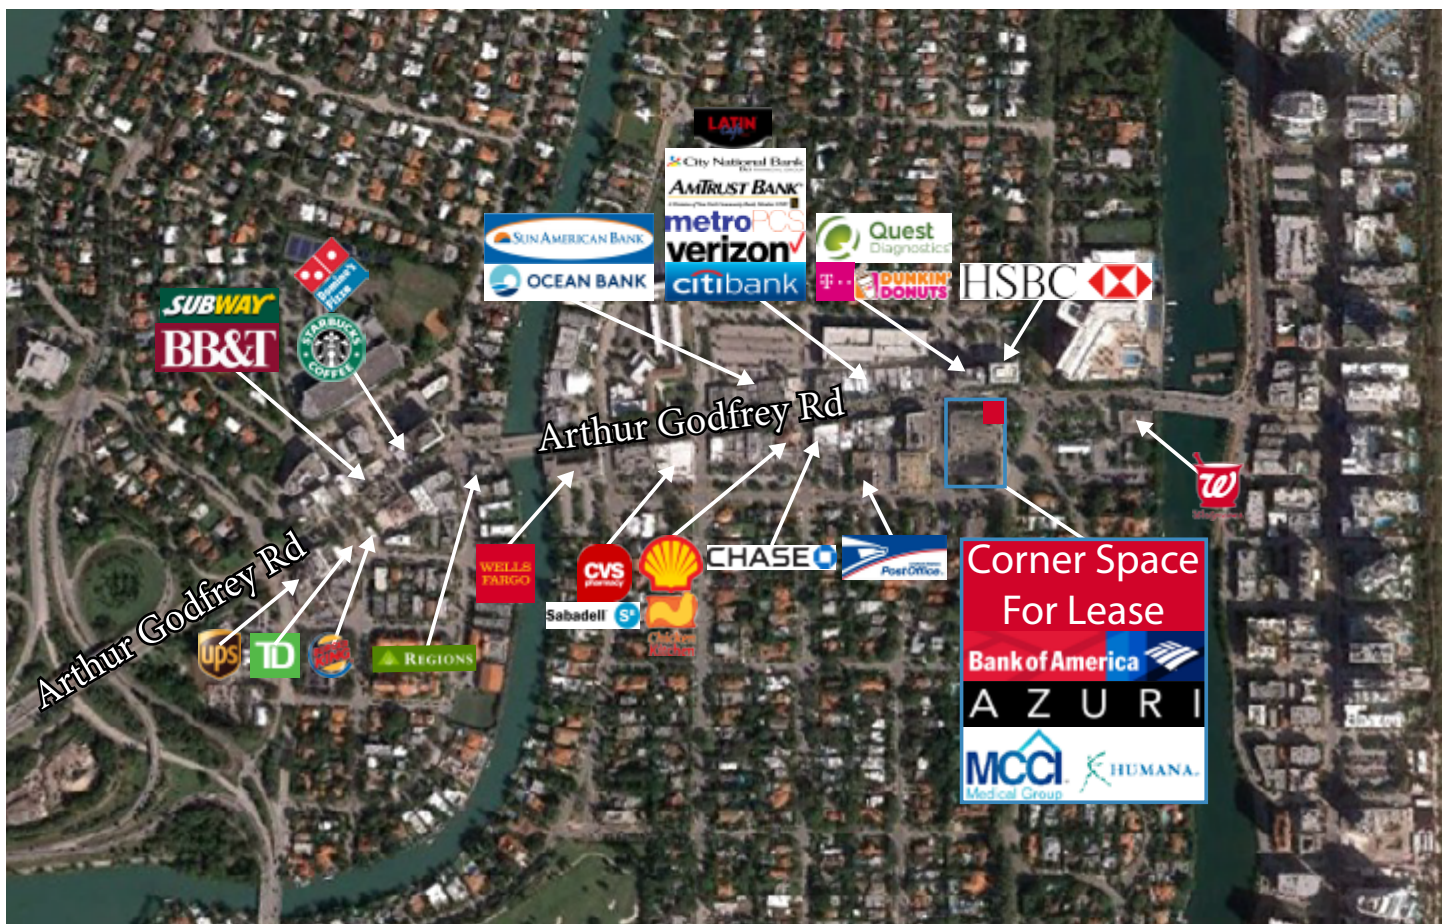 LATIN
Café
City National Bank
AMTRUST BANK
metroPCS
verizon
citibank
SUN AMERICAN BANK
OCEAN BANK
Quest
Diagnostics
T
DUNKIN'
DONUTS
HSBC
Domino's
Pizza
SUBWAY
BB&T
STARBUCKS
COFFEE
Arthur Godfrey Rd
Arthur Godfrey Rd
W
WELLS
FARGO
CVS
pharmacy
Sabadell
Chicken
Kitchen
CHASE
Post Office
ups
TD
BURGER
KING
REGIONS
Corner Space
For Lease
Bank of America
AZURI
MCCI
Medical Group
HUMANA